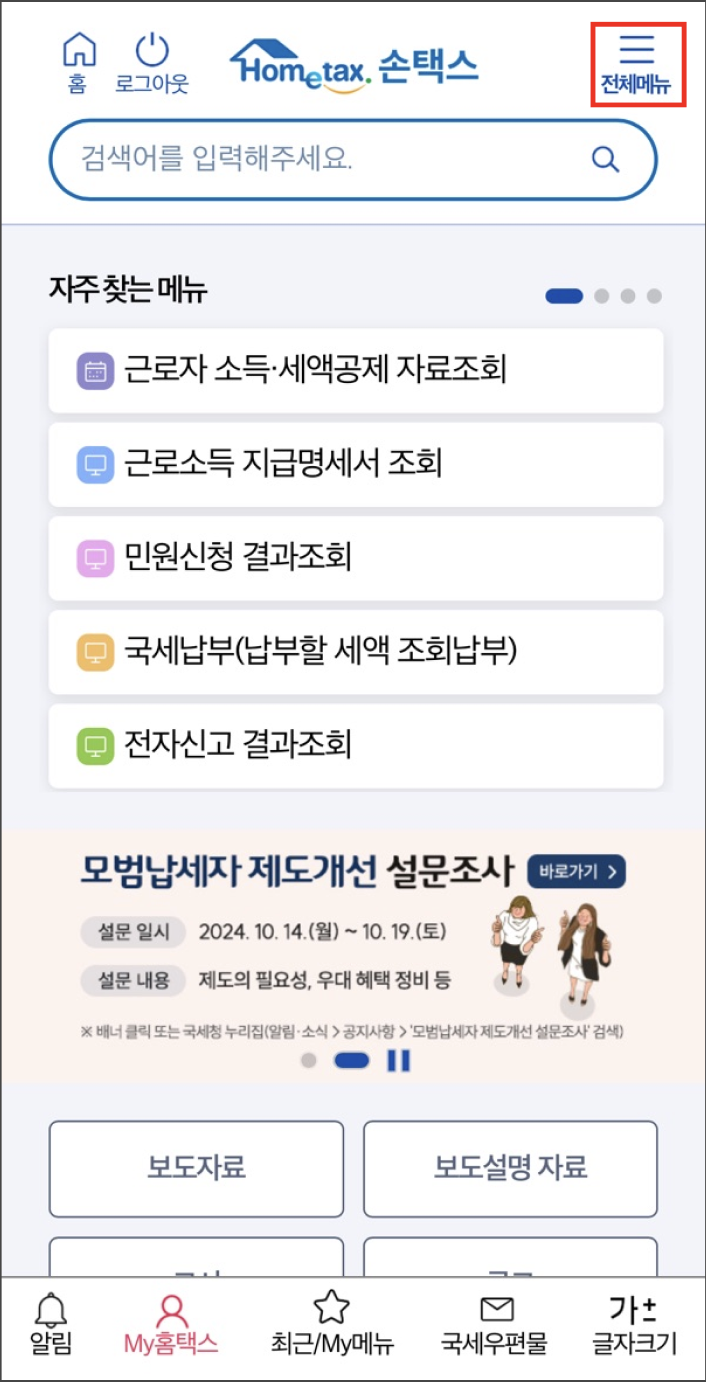 홈
로그아웃
Hometax. 손택스
전체메뉴
검색어를 입력해주세요.
자주 찾는 메뉴
근로자 소득·세액공제 자료조회
근로소득 지급명세서 조회
민원신청 결과조회
국세납부(납부할 세액 조회납부)
전자신고 결과조회
모범납세자 제도개선 설문조사 바로가기 >
설문 일시 2024. 10. 14.(월) ~ 10. 19.(토)
설문 내용 제도의 필요성, 우대 혜택 정비 등
※ 배너 클릭 또는 국세청 누리집(알림·소식 > 공지사항 > '모범납세자 제도개선 설문조사' 검색)
보도자료
보도설명 자료
알림
My홈택스
최근/My메뉴
국세우편물
가±
글자크기